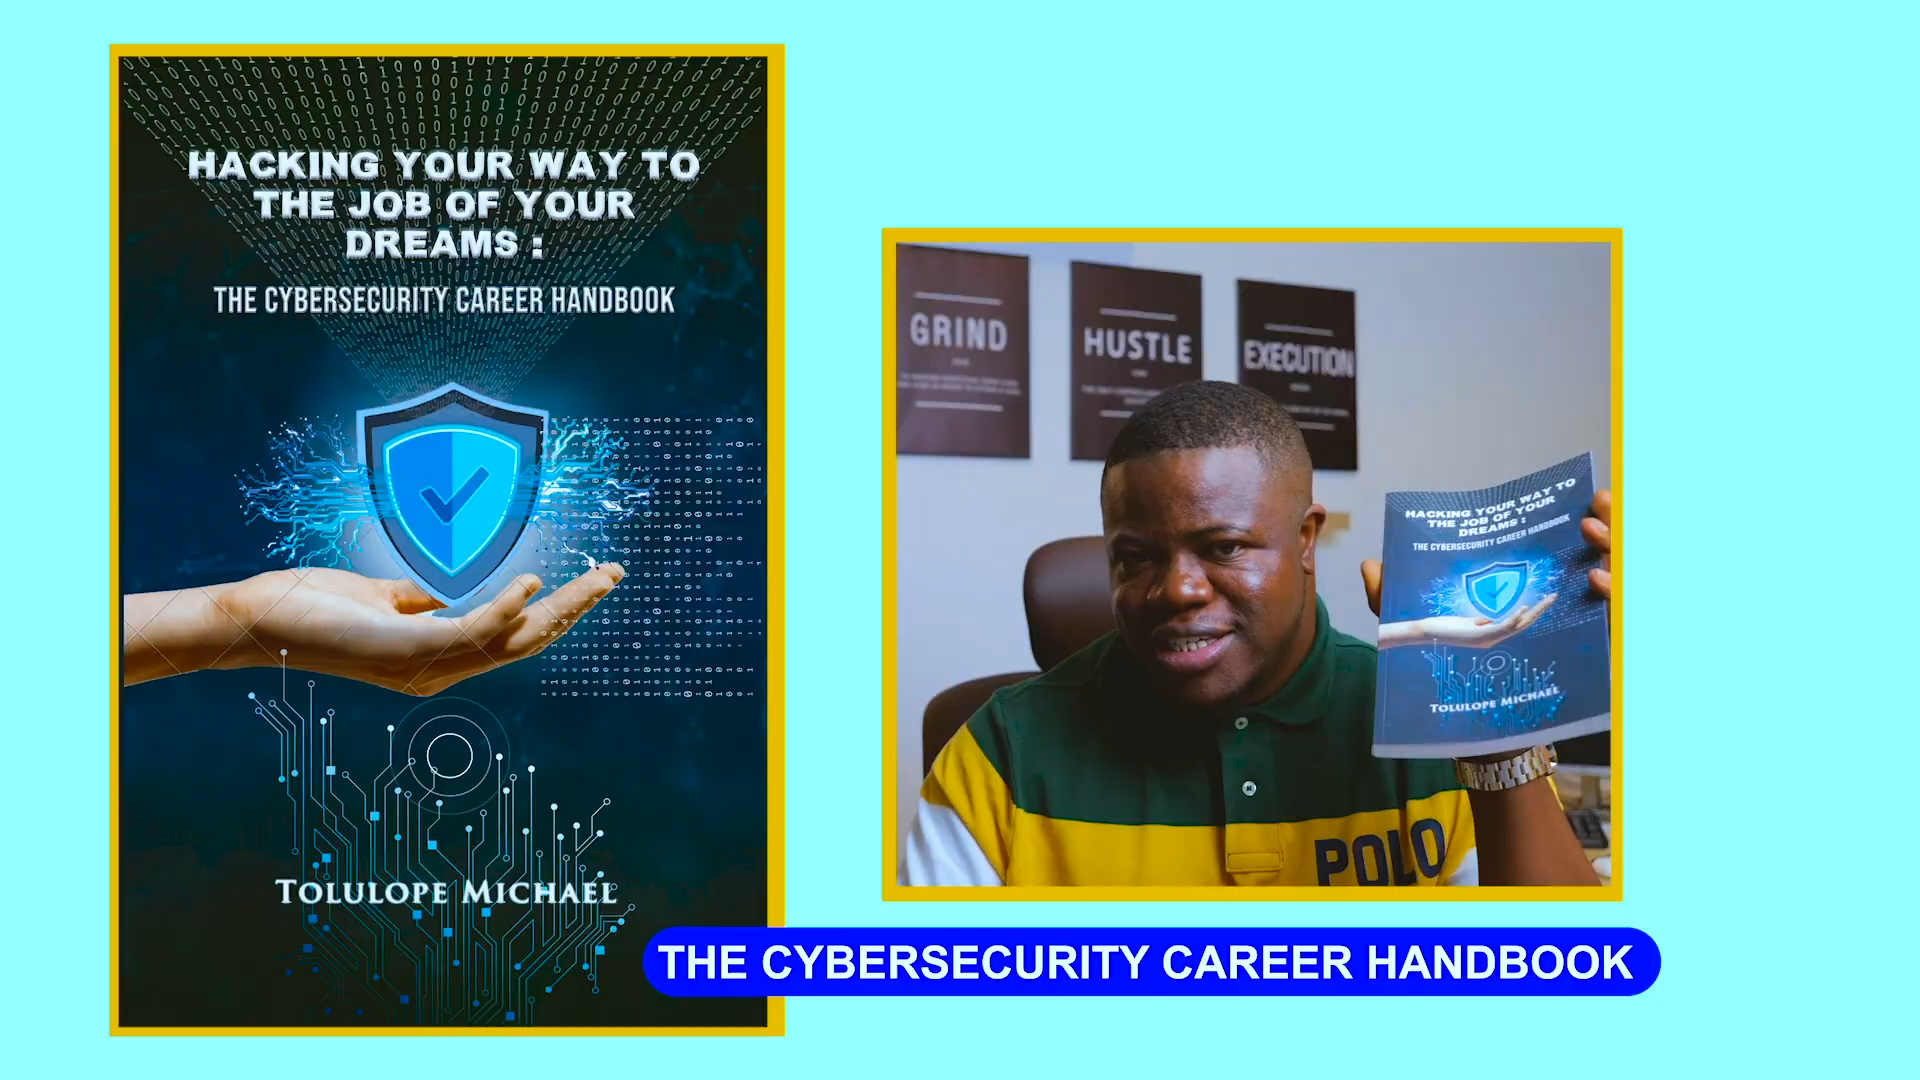 HACKING YOUR WAY TO
THE JOB OF YOUR
DREAMS :
THE CYBERSECURITY CAREER HANDBOOK
TOLULOPE MICHAEL
GRIND
HUSTLE
EXECUTION
HACKING YOUR WAY TO
THE JOB OF YOUR
DREAMS :
THE CYBERSECURITY CAREER HANDBOOK
TOLULOPE MICHAEL
POLO
THE CYBERSECURITY CAREER HANDBOOK